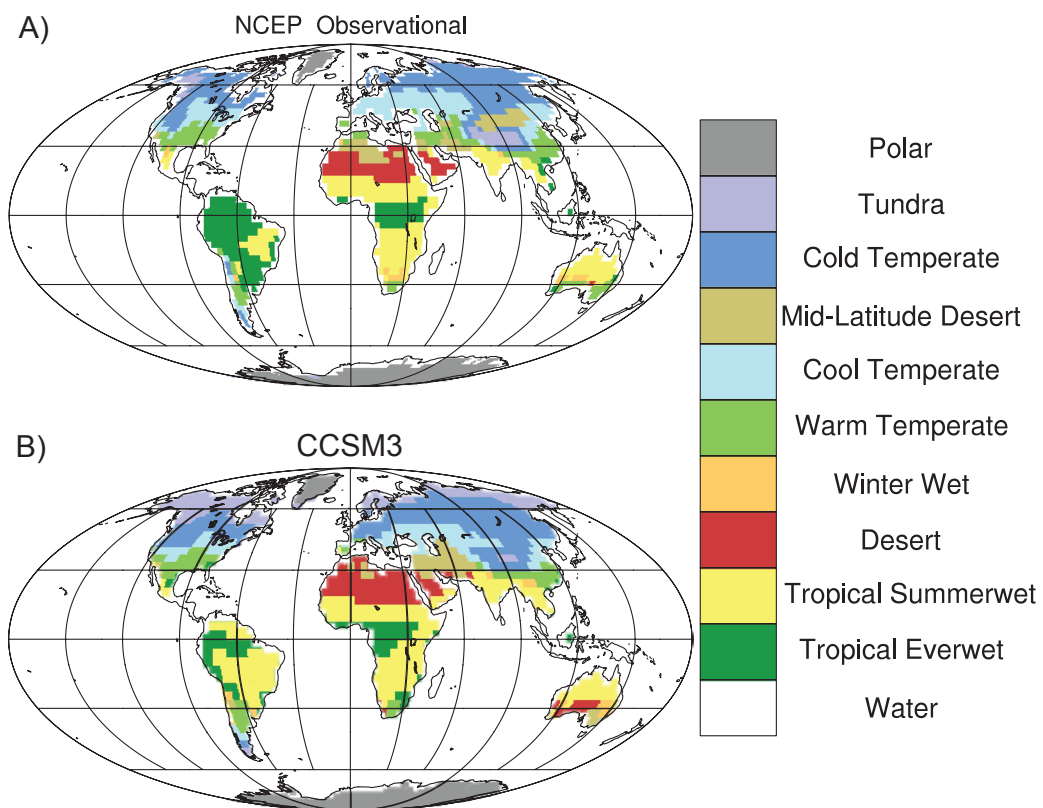 A)
NCEP Observational
B)
CCSM3
Polar
Tundra
Cold Temperate
Mid-Latitude Desert
Cool Temperate
Warm Temperate
Winter Wet
Desert
Tropical Summerwet
Tropical Everwet
Water